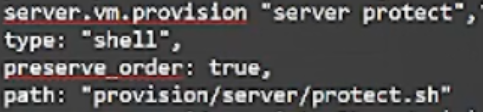 server.vm.provision "server protect",
type: "shell",
preserve_order: true,
path: "provision/server/protect.sh"